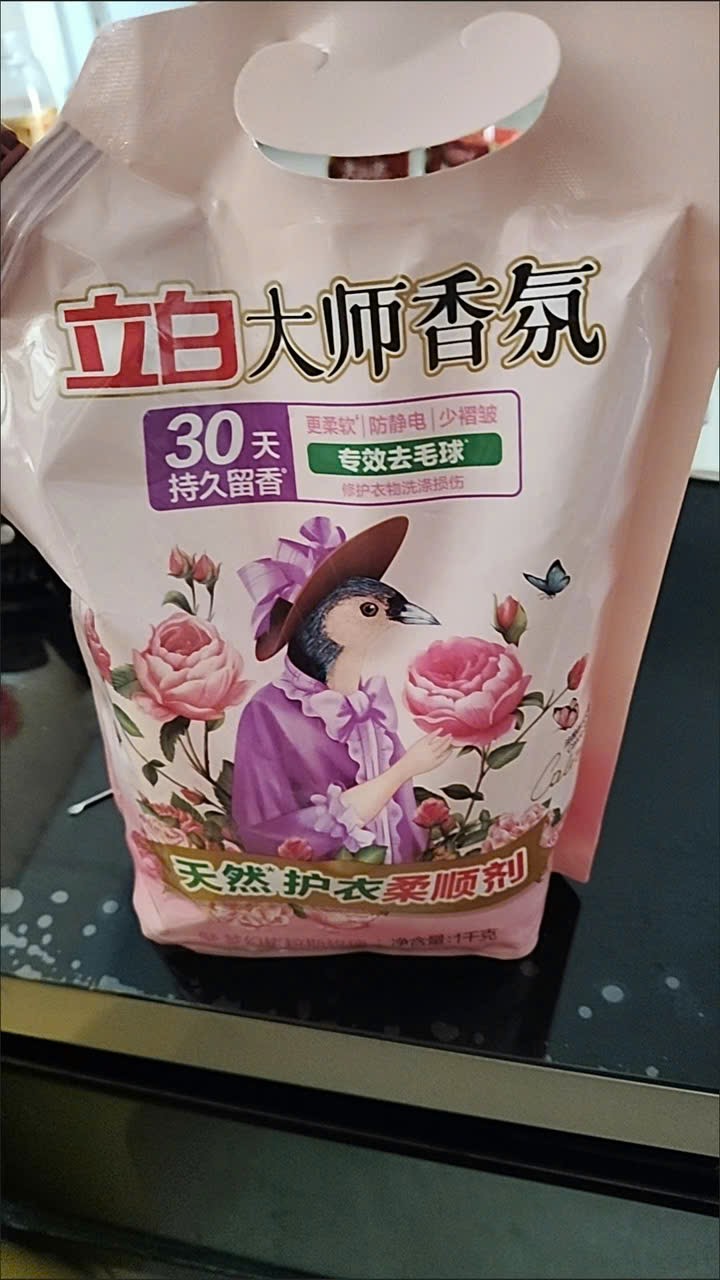 立白大师香氛
30天
持久留香*
更柔软*|防静电|少褶皱
专效去毛球*
修护衣物洗涤损伤
天然*护衣柔顺剂
净含量:1千克